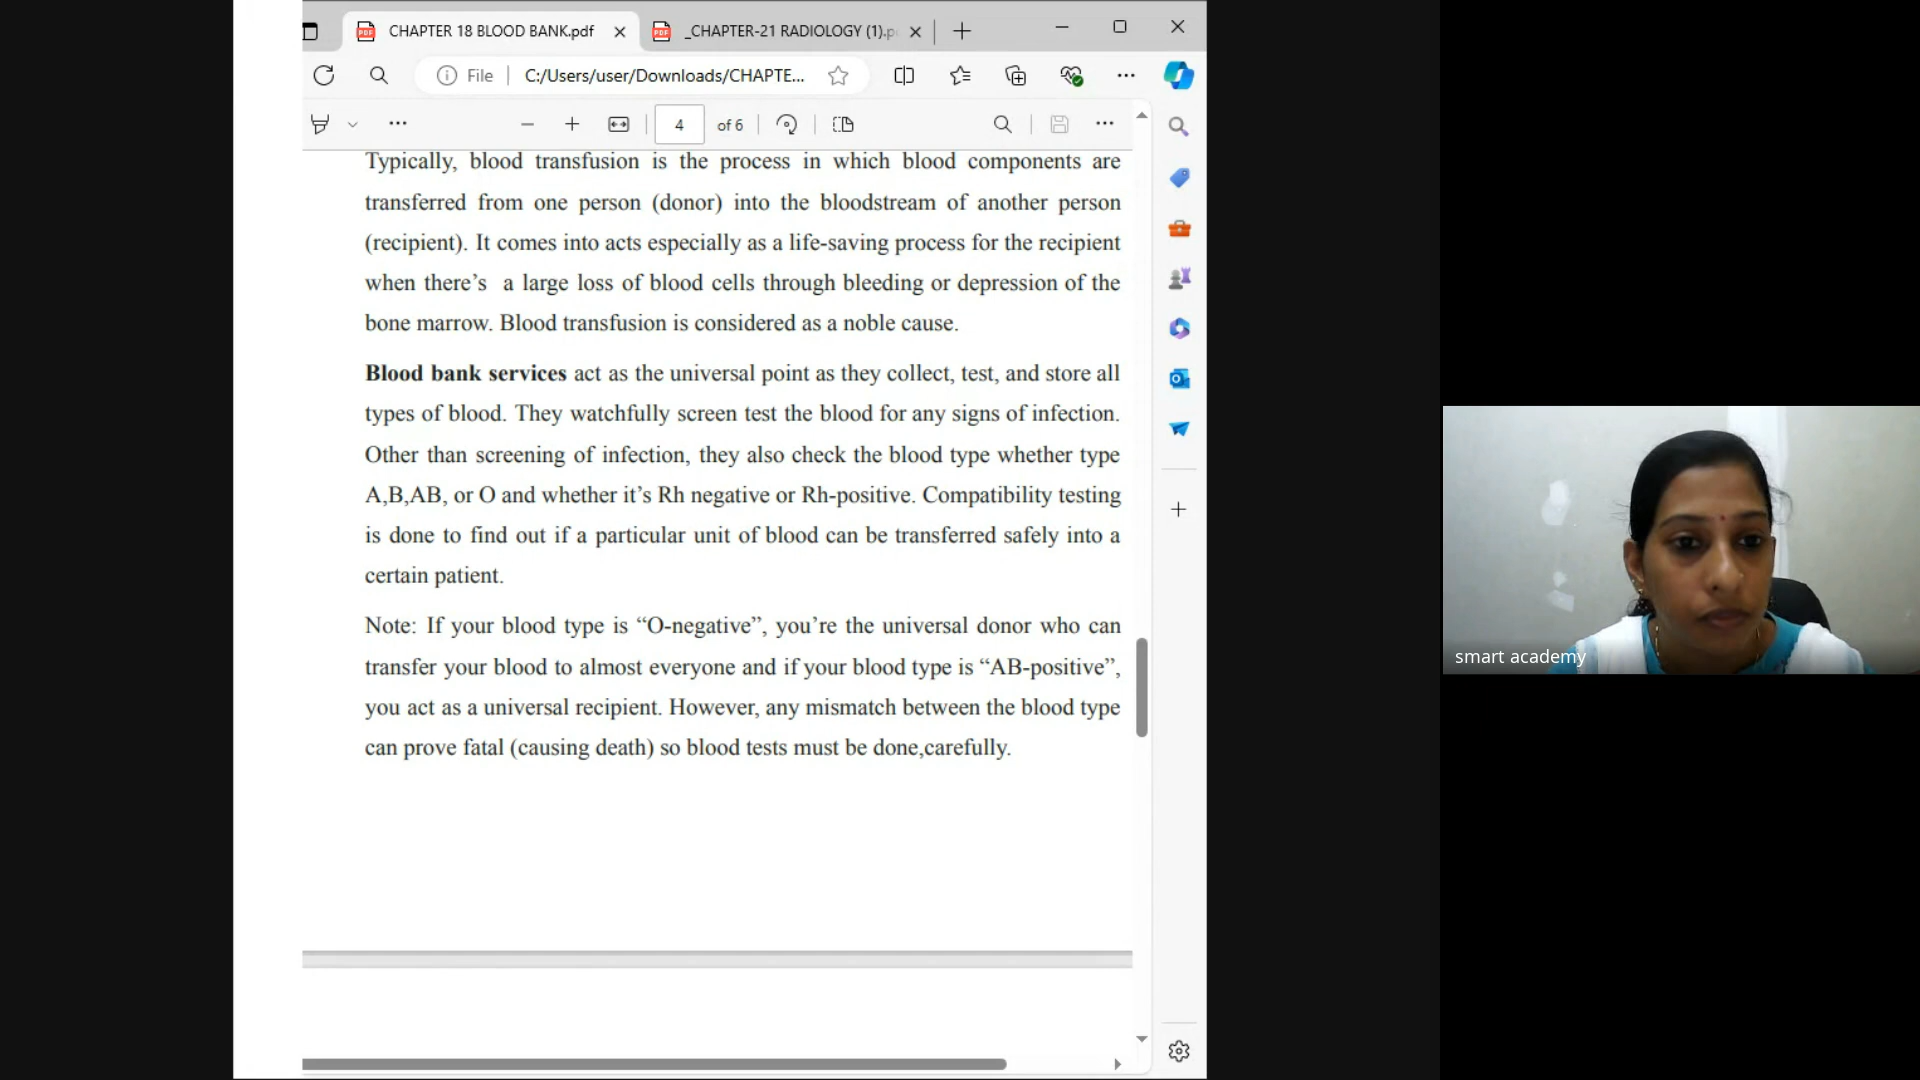 CHAPTER 18 BLOOD BANK.pdf
_CHAPTER-21 RADIOLOGY (1).p
File
C:/Users/user/Downloads/CHAPTE...
4 of 6
Typically, blood transfusion is the process in which blood components are
transferred from one person (donor) into the bloodstream of another person
(recipient). It comes into acts especially as a life-saving process for the recipient
when there’s a large loss of blood cells through bleeding or depression of the
bone marrow. Blood transfusion is considered as a noble cause.
Blood bank services act as the universal point as they collect, test, and store all
types of blood. They watchfully screen test the blood for any signs of infection.
Other than screening of infection, they also check the blood type whether type
A,B,AB, or O and whether it’s Rh negative or Rh-positive. Compatibility testing
is done to find out if a particular unit of blood can be transferred safely into a
certain patient.
Note: If your blood type is “O-negative”, you’re the universal donor who can
transfer your blood to almost everyone and if your blood type is “AB-positive”,
you act as a universal recipient. However, any mismatch between the blood type
can prove fatal (causing death) so blood tests must be done,carefully.
smart academy